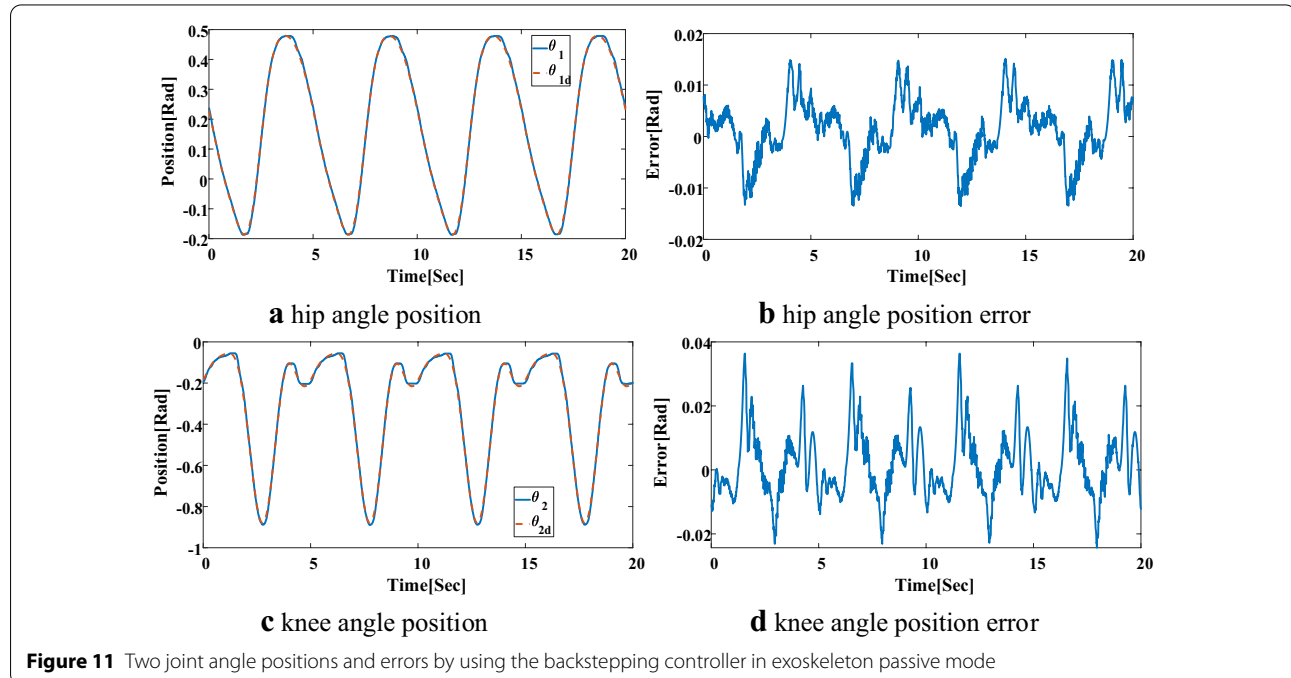 0.5
0.4
0.3
0.2
0.1
0
-0.1
-0.2
Position[Rad]
θ1
θ1d
0 5 10 15 20
Time[Sec]
a hip angle position
0.02
0.01
0
-0.01
-0.02
Error[Rad]
0 5 10 15 20
Time[Sec]
b hip angle position error
0
-0.2
-0.4
-0.6
-0.8
-1
Position[Rad]
θ2
θ2d
0 5 10 15 20
Time[Sec]
c knee angle position
0.04
0.02
0
-0.02
Error[Rad]
0 5 10 15 20
Time[Sec]
d knee angle position error
Figure 11 Two joint angle positions and errors by using the backstepping controller in exoskeleton passive mode